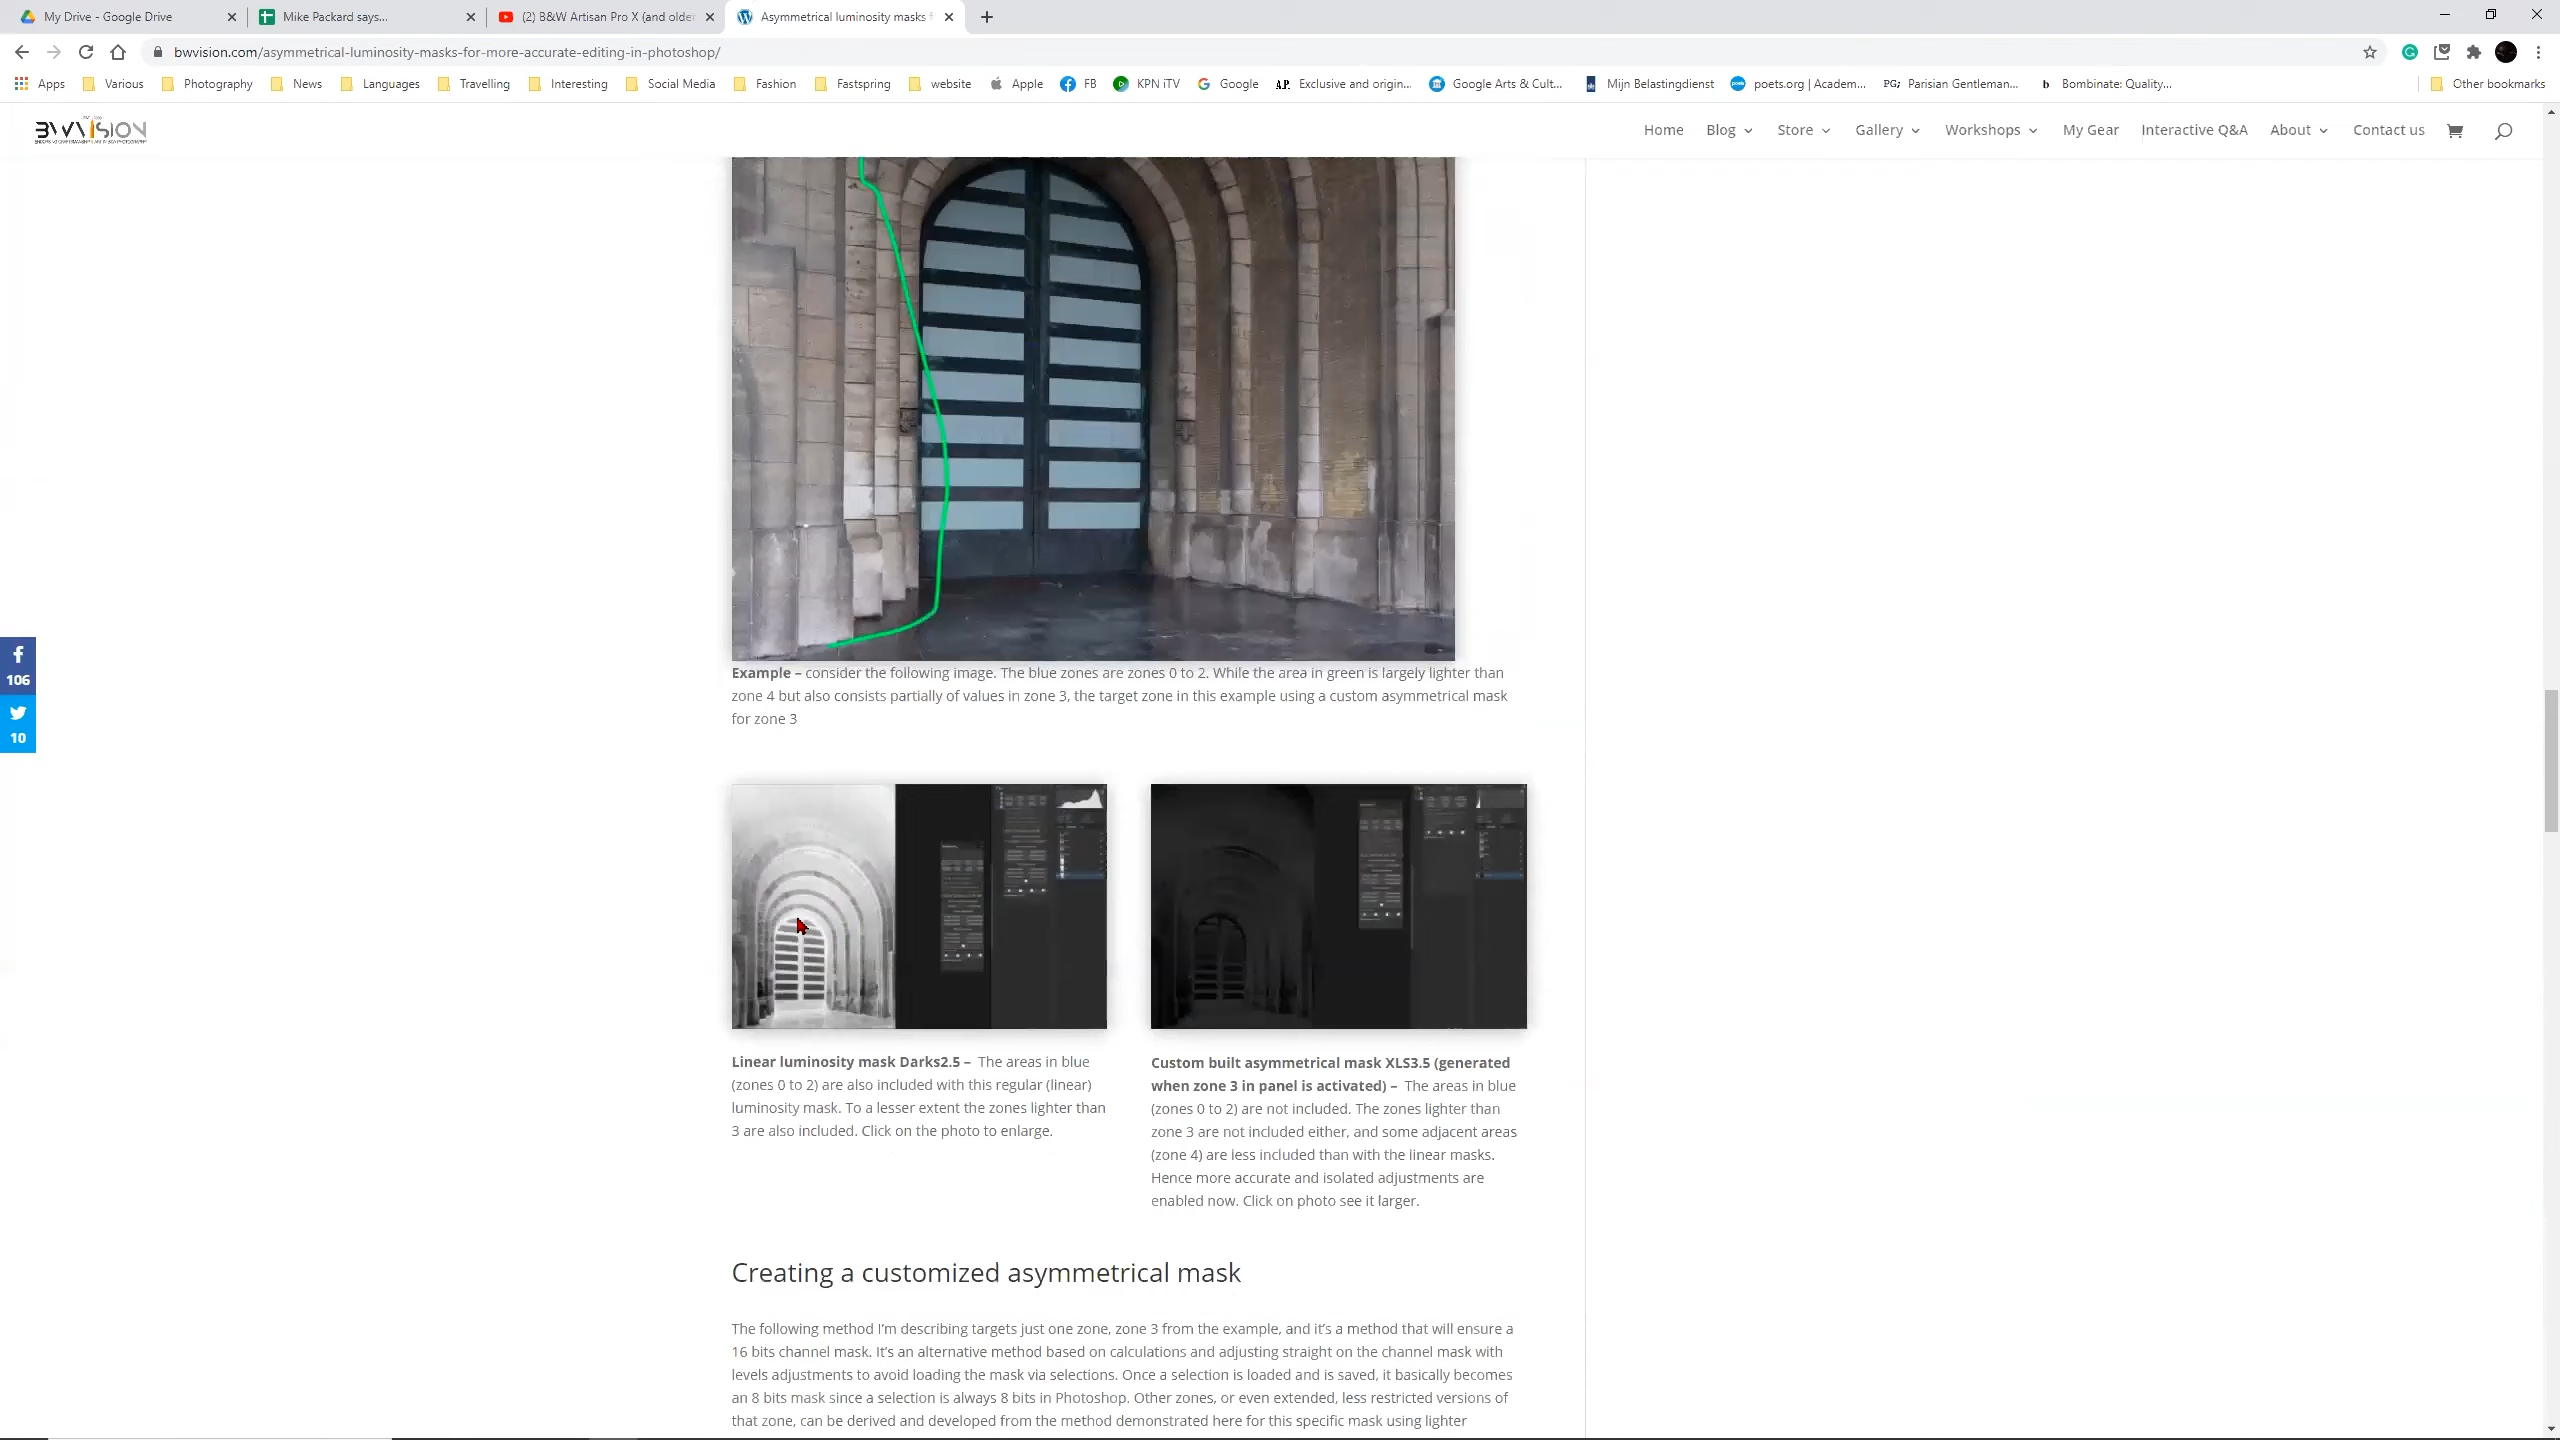 My Drive - Google Drive
Mike Packard says...
(2) B&W Artisan Pro X (and older
Asymmetrical luminosity masks f
bwvision.com/asymmetrical-luminosity-masks-for-more-accurate-editing-in-photoshop/
Apps Various Photography News Languages Travelling Interesting Social Media Fashion Fastspring website Apple FB KPN iTV Google Exclusive and origin... Google Arts & Cult... Mijn Belastingdienst poets.org | Academ... PG; Parisian Gentleman... b Bombinate: Quality... Other bookmarks
BWVISION
Home Blog Store Gallery Workshops My Gear Interactive Q&A About Contact us
106
10
Example – consider the following image. The blue zones are zones 0 to 2. While the area in green is largely lighter than
zone 4 but also consists partially of values in zone 3, the target zone in this example using a custom asymmetrical mask
for zone 3
Linear luminosity mask Darks2.5 – The areas in blue
(zones 0 to 2) are also included with this regular (linear)
luminosity mask. To a lesser extent the zones lighter than
3 are also included. Click on the photo to enlarge.
Custom built asymmetrical mask XLS3.5 (generated
when zone 3 in panel is activated) – The areas in blue
(zones 0 to 2) are not included. The zones lighter than
zone 3 are not included either, and some adjacent areas
(zone 4) are less included than with the linear masks.
Hence more accurate and isolated adjustments are
enabled now. Click on photo see it larger.
Creating a customized asymmetrical mask
The following method I'm describing targets just one zone, zone 3 from the example, and it's a method that will ensure a
16 bits channel mask. It's an alternative method based on calculations and adjusting straight on the channel mask with
levels adjustments to avoid loading the mask via selections. Once a selection is loaded and is saved, it basically becomes
an 8 bits mask since a selection is always 8 bits in Photoshop. Other zones, or even extended, less restricted versions of
that zone, can be derived and developed from the method demonstrated here for this specific mask using lighter